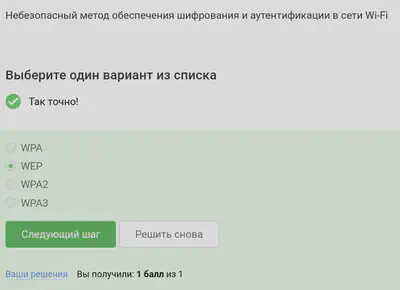 Небезопасный метод обеспечения шифрования и аутентификации в сети Wi-Fi
Выберите один вариант из списка
Так точно!
WPA
WEP
WPA2
WPA3
Следующий шаг
Решить снова
Ваши решения Вы получили: 1 балл из 1